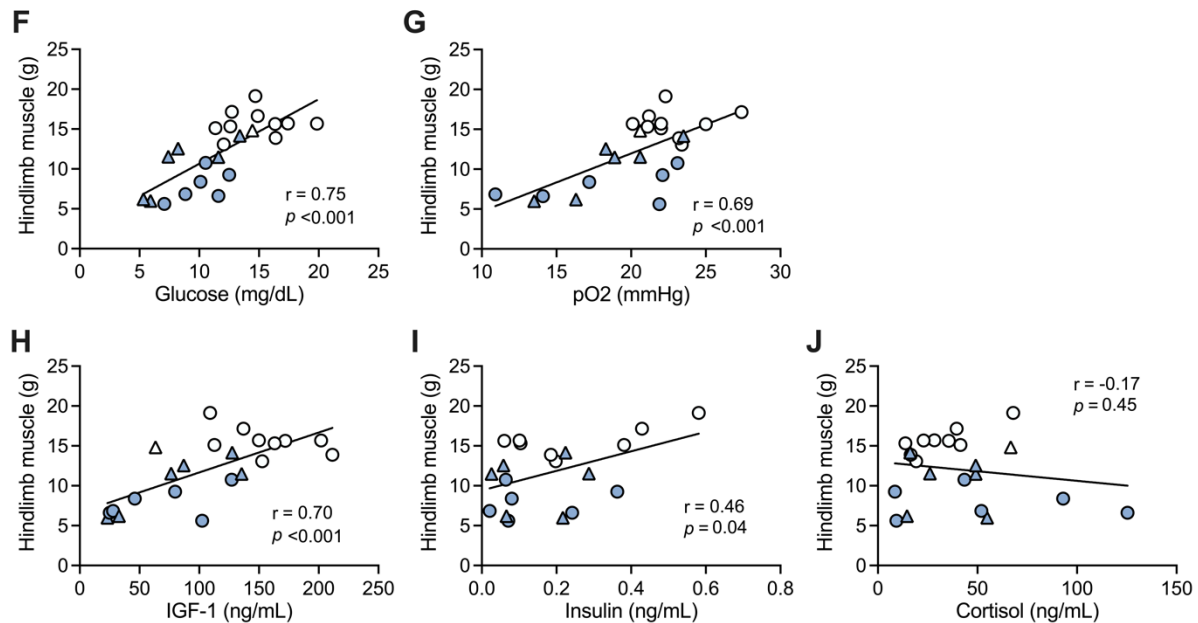 F
Hindlimb muscle (g)
25
20
15
10
5
0
r = 0.75
p <0.001
0 5 10 15 20 25
Glucose (mg/dL)
G
Hindlimb muscle (g)
25
20
15
10
5
0
r = 0.69
p <0.001
10 15 20 25 30
pO2 (mmHg)
H
Hindlimb muscle (g)
25
20
15
10
5
0
r = 0.70
p <0.001
0 50 100 150 200 250
IGF-1 (ng/mL)
I
Hindlimb muscle (g)
25
20
15
10
5
0
r = 0.46
p = 0.04
0.0 0.2 0.4 0.6 0.8
Insulin (ng/mL)
J
Hindlimb muscle (g)
25
20
15
10
5
0
r = -0.17
p = 0.45
0 50 100 150
Cortisol (ng/mL)